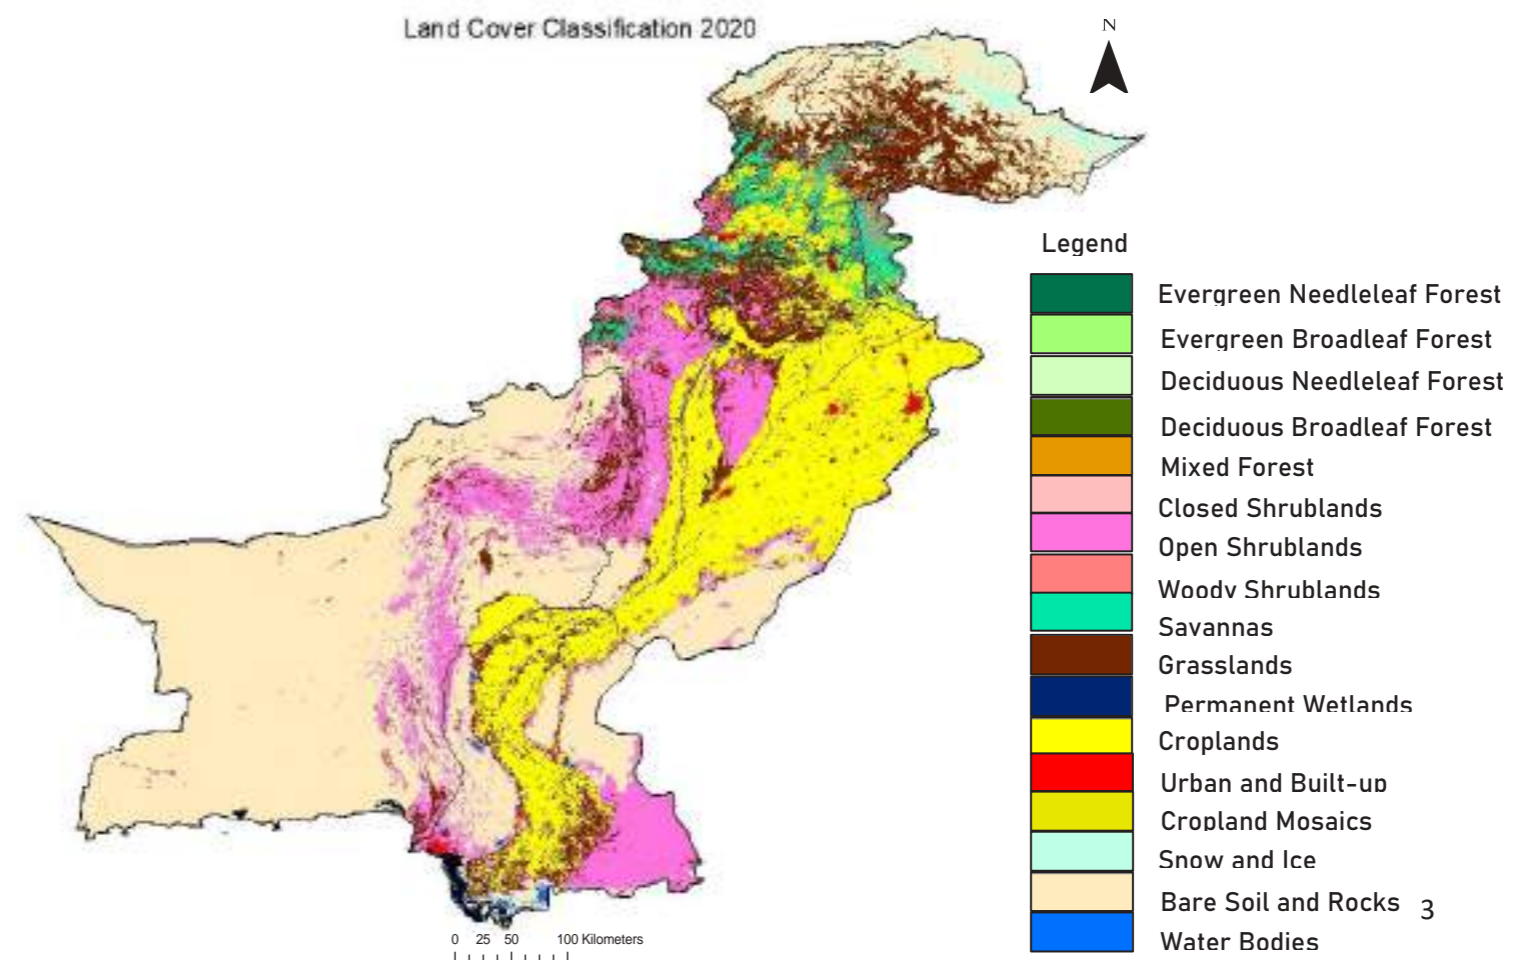 Land Cover Classification 2020
N
Legend
Evergreen Needleleaf Forest
Evergreen Broadleaf Forest
Deciduous Needleleaf Forest
Deciduous Broadleaf Forest
Mixed Forest
Closed Shrublands
Open Shrublands
Woody Shrublands
Savannas
Grasslands
Permanent Wetlands
Croplands
Urban and Built-up
Cropland Mosaics
Snow and Ice
Bare Soil and Rocks 3
Water Bodies
0 25 50 100 Kilometers